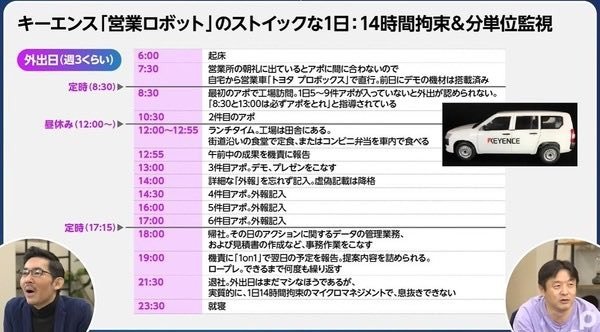 キーエンス「営業ロボット」のストイックな1日：14時間拘束＆分単位監視
外出日（週3くらい）
6:00 起床
7:30 営業所の朝礼に出ているとアポに間に合わないので
自宅から営業車「トヨタ プロボックス」で直行。前日にデモの機材は搭載済み
定時（8:30）
8:30 最初のアポで工場訪問。1日5〜9件アポが入っていないと外出が認められない。
「8:30と13:00は必ずアポをとれ」と指導されている
10:30 2件目のアポ
昼休み（12:00〜）
12:00〜12:55 ランチタイム。工場は田舎にある。
街道沿いの食堂で定食、またはコンビニ弁当を車内で食べる
12:55 午前中の成果を機責に報告
13:00 3件目アポ。デモ、プレゼンをこなす
14:00 詳細な「外報」を忘れず記入。虚偽記載は降格
14:30 4件目アポ。外報記入
16:00 5件目アポ。外報記入
17:00 6件目アポ。外報記入
定時（17:15）
18:00 帰社。その日のアクションに関するデータの管理業務、
および見積書の作成など、事務作業をこなす
19:00 機責に「1on1」で翌日の予定を報告。提案内容を詰められる。
ロープレ。できるまで何度も繰り返す
21:30 退社。外出日はまだマシなほうであるが、
実質的に、1日14時間拘束のマイクロマネジメントで、息抜きできない
23:30 就寝
KEYENCE
P